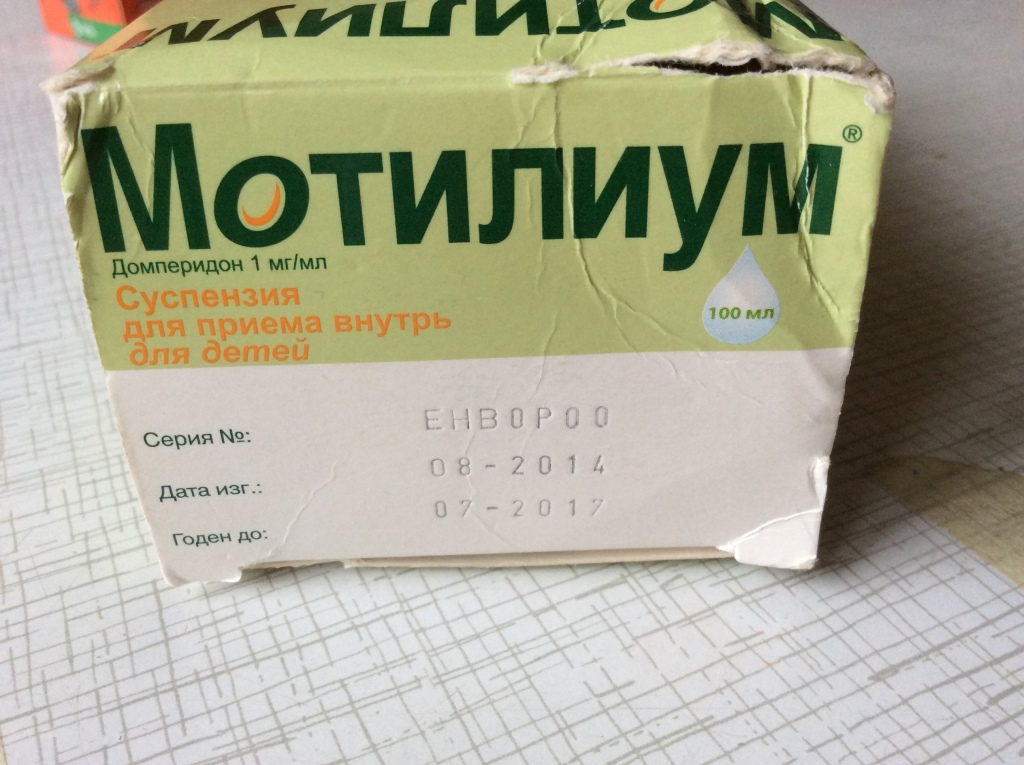 Мотилиум
Мотилиум®
Домперидон 1 мг/мл
Суспензия
для приема внутрь
для детей
100 мл
Серия №:
EHB0P00
Дата изг.:
08-2014
Годен до:
07-2017